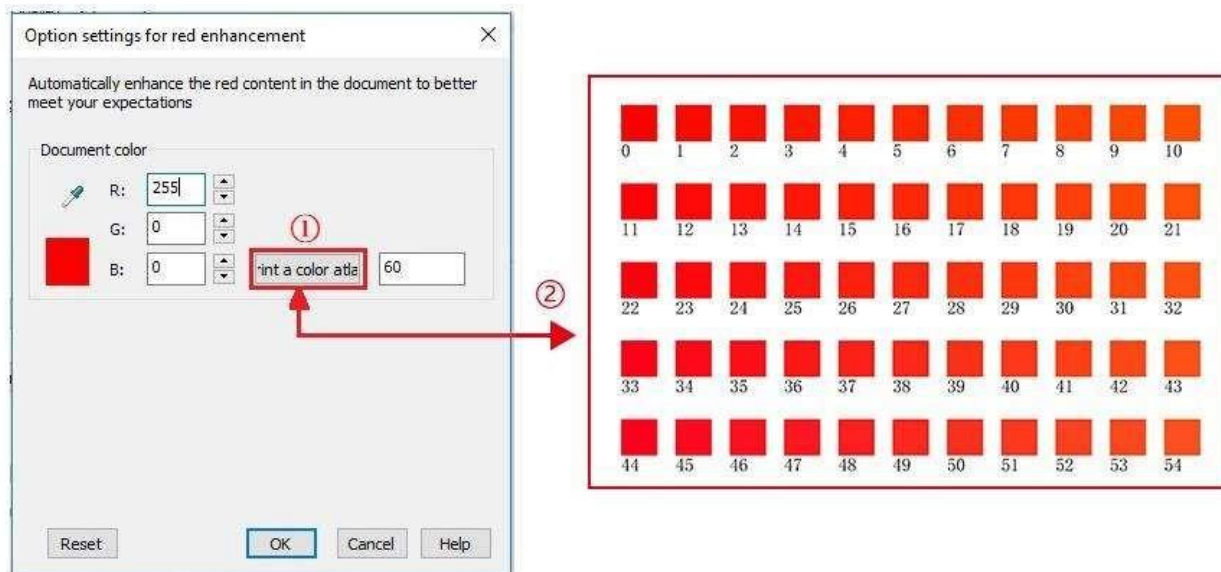 Option settings for red enhancement
Automatically enhance the red content in the document to better
meet your expectations
Document color
R: 255
G: 0
①
B: 0 rint a color atla 60
②
Reset OK Cancel Help
0 1 2 3 4 5 6 7 8 9 10
11 12 13 14 15 16 17 18 19 20 21
22 23 24 25 26 27 28 29 30 31 32
33 34 35 36 37 38 39 40 41 42 43
44 45 46 47 48 49 50 51 52 53 54